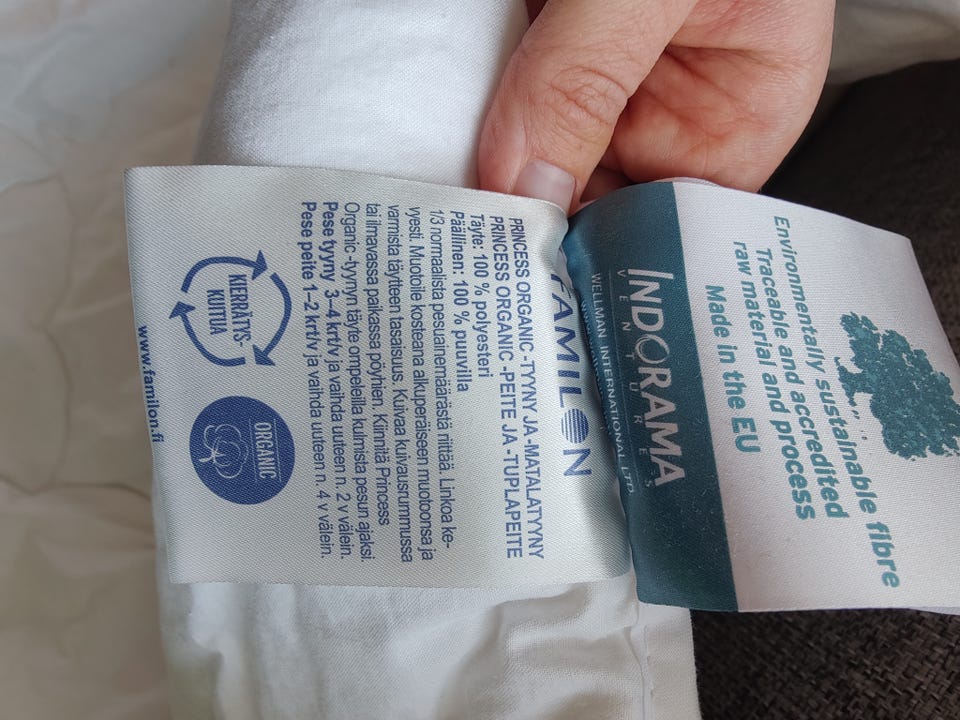 FAMILON
PRINCESS ORGANIC -TYYNY JA -MATALATYYNY
PRINCESS ORGANIC -PEITE JA -TUPLAPEITE
Täyte: 100 % polyesteri
Päällinen: 100 % puuvilla
1/3 normaalista pesuainemäärästä riittää. Linkoa ke-
vyesti. Muotoile kosteana alkuperäiseen muotoonsa ja
varmista täytteen tasaisuus. Kuivaa kuivausrummussa
tai ilmavassa paikassa pöyhien. Kiinnitä Princess
Organic -tyynyn täyte ompeleilla kulmista pesun ajaksi.
Pese tyyny 3–4 krt/v ja vaihda uuteen n. 2 v välein.
Pese peite 1–2 krt/v ja vahda uuteen n. 4 v välein.
KIERRÄTYS-
KUITUA
ORGANIC
www.familon.fi
Environmentally sustainable fibre
Traceable and accredited
raw material and process
Made in the EU
INDORAMA
VENTURES
WELLMAN INTERNATIONAL LTD.